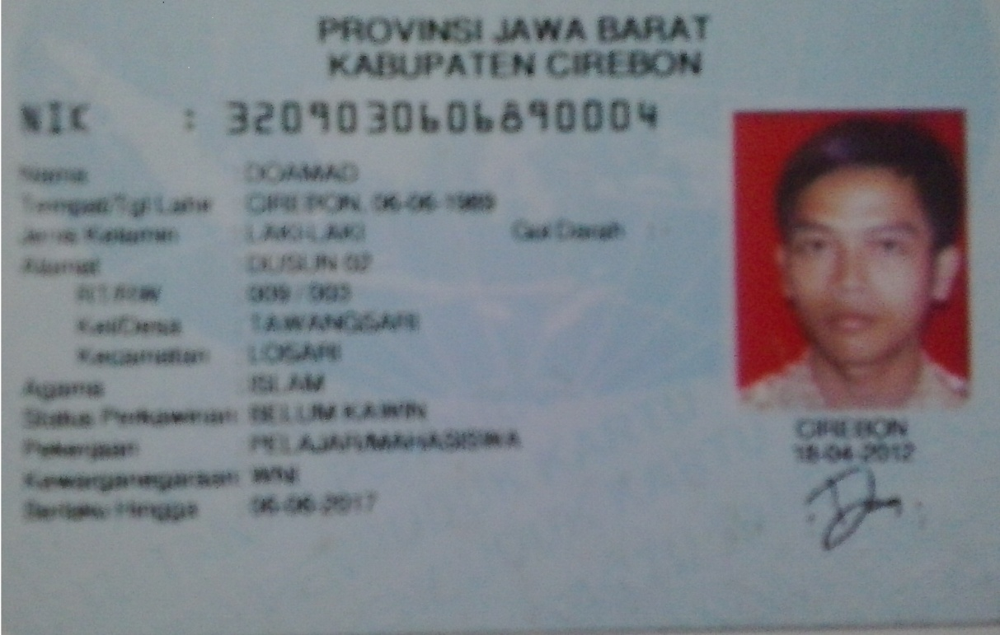 PROVINSI JAWA BARAT
KABUPATEN CIREBON
NIK : 3209030606890004
Nama : DOAMAD
Tempat/Tgl Lahir : CIREBON, 06-06-1989
Jenis Kelamin : LAKI-LAKI Gol Darah : -
Alamat : DUSUN 02
RT/RW : 009 / 003
Kel/Desa : TAWANGSARI
Kecamatan : LOSARI
Agama : ISLAM
Status Perkawinan : BELUM KAWIN
Pekerjaan : PELAJAR/MAHASISWA
Kewarganegaraan : WNI
Berlaku Hingga : 06-06-2017
CIREBON
18-04-2012